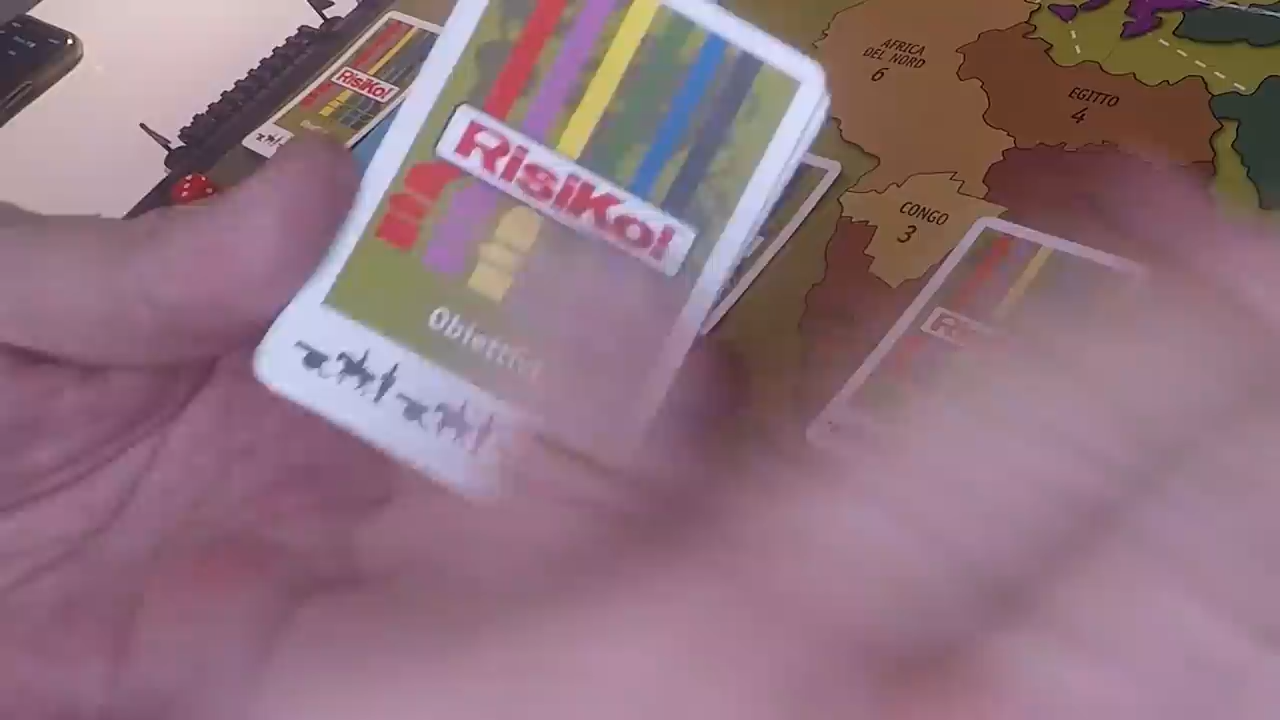 RisiKo!
AFRICA
DEL NORD
6
EGITTO
4
RisiKo!
CONGO
3
Obiettivi